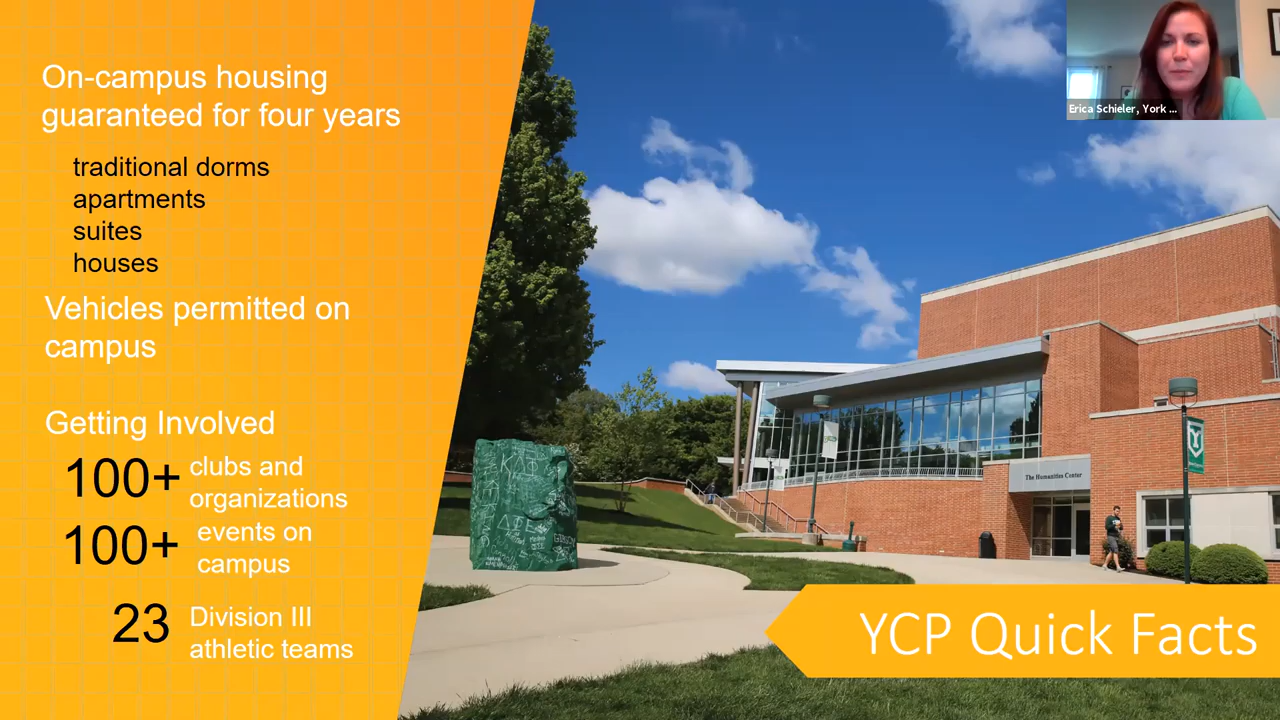 On-campus housing
guaranteed for four years
traditional dorms
apartments
suites
houses
Vehicles permitted on
campus
Getting Involved
100+ clubs and
organizations
100+ events on
campus
23 Division III
athletic teams
Erica Schieler, York ...
ΚΔΦ
ΔΦΕ
The Humanities Center
Y
YCP Quick Facts